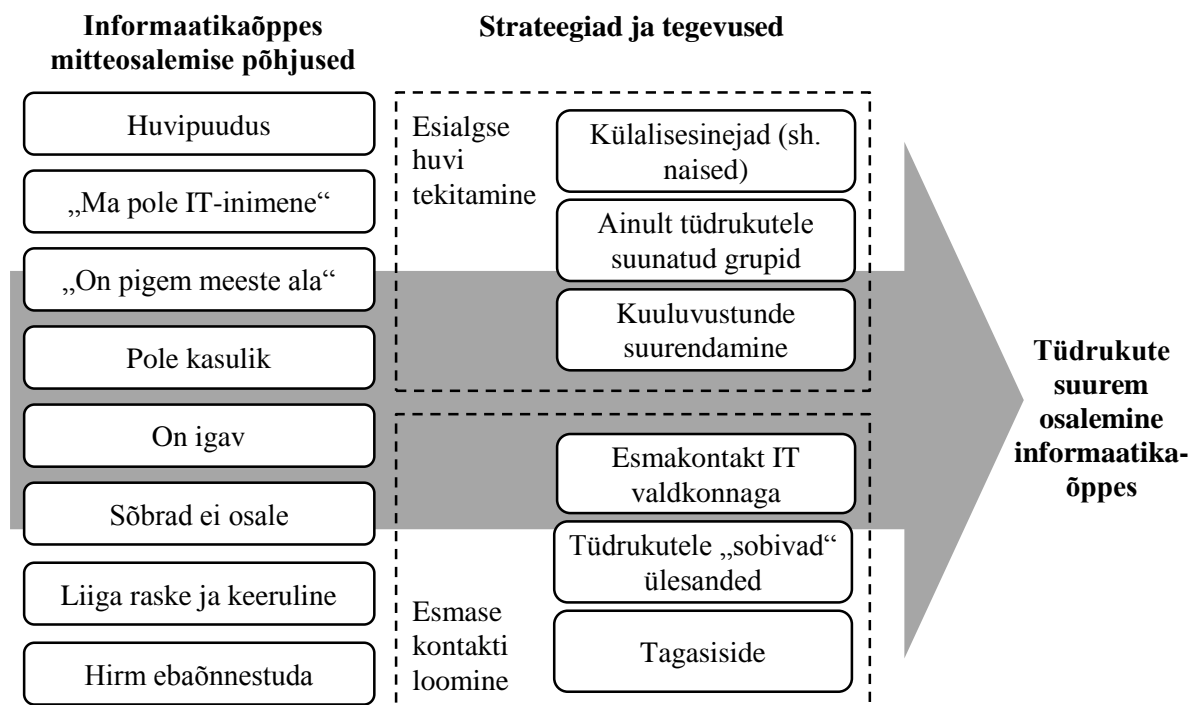 Informaatikaõppes
mitteosalemise põhjused
Huvipuudus
„Ma pole IT-inimene“
„On pigem meeste ala“
Pole kasulik
On igav
Sõbrad ei osale
Liiga raske ja keeruline
Hirm ebaõnnestuda
Strateegiad ja tegevused
Esialgse
huvi
tekitamine
Külalisesinejad (sh.
naised)
Ainult tüdrukutele
suunatud grupid
Kuuluvustunde
suurendamine
Esmase
kontakti
loomine
Esmakontakt IT
valdkonnaga
Tüdrukutele „sobivad“
ülesanded
Tagasiside
Tüdrukute
suurem
osalemine
informaatika-
õppes